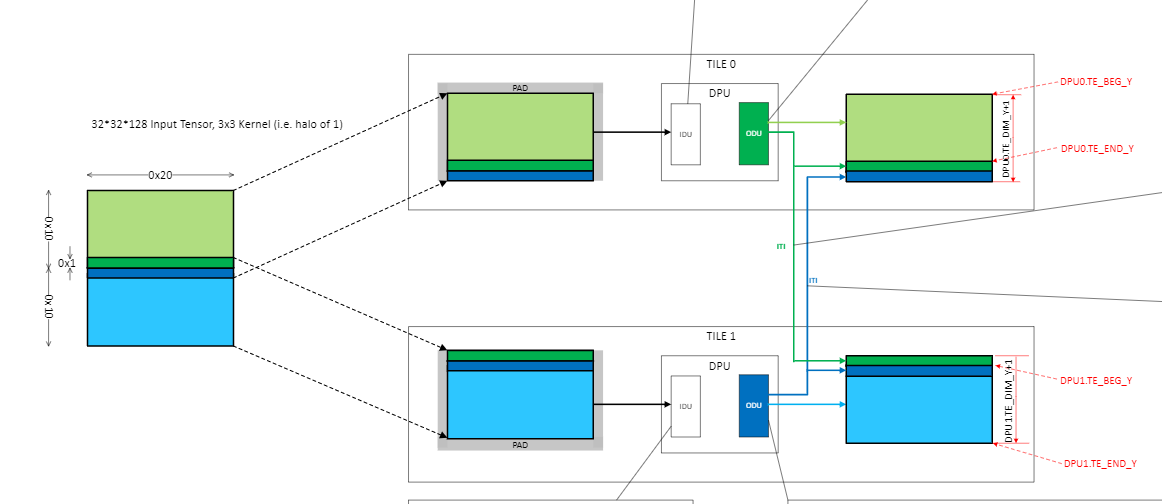 TILE 0
DPU0.TE_BEG_Y
PAD
DPU
DPU0.TE_DIM_Y+1
32*32*128 Input Tensor, 3x3 Kernel (i.e. halo of 1)
IDU
ODU
DPU0.TE_END_Y
0x20
0x10
ITI
0x1
ITI
0x10
TILE 1
DPU
DPU1.TE_DIM_Y+1
DPU1.TE_BEG_Y
IDU
ODU
PAD
DPU1.TE_END_Y